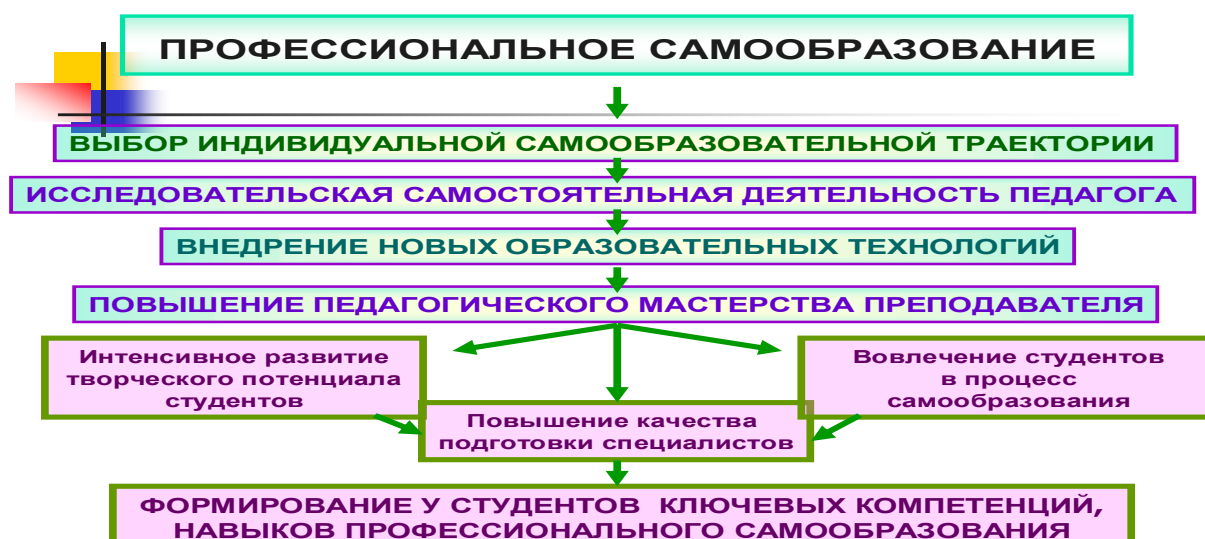 ПРОФЕССИОНАЛЬНОЕ САМООБРАЗОВАНИЕ
ВЫБОР ИНДИВИДУАЛЬНОЙ САМООБРАЗОВАТЕЛЬНОЙ ТРАЕКТОРИИ
ИССЛЕДОВАТЕЛЬСКАЯ САМОСТОЯТЕЛЬНАЯ ДЕЯТЕЛЬНОСТЬ ПЕДАГОГА
ВНЕДРЕНИЕ НОВЫХ ОБРАЗОВАТЕЛЬНЫХ ТЕХНОЛОГИЙ
ПОВЫШЕНИЕ ПЕДАГОГИЧЕСКОГО МАСТЕРСТВА ПРЕПОДАВАТЕЛЯ
Интенсивное развитие
творческого потенциала
студентов
Вовлечение студентов
в процесс
самообразования
Повышение качества
подготовки специалистов
ФОРМИРОВАНИЕ У СТУДЕНТОВ КЛЮЧЕВЫХ КОМПЕТЕНЦИЙ,
НАВЫКОВ ПРОФЕССИОНАЛЬНОГО САМООБРАЗОВАНИЯ